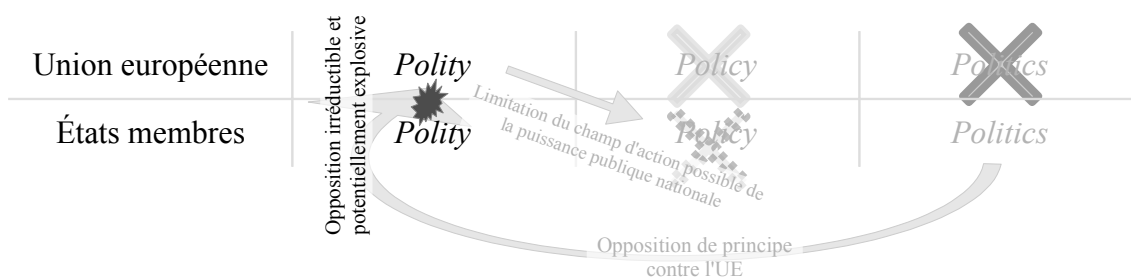 Union européenne
Polity
Policy
Politics
Opposition irréductible et
potentiellement explosive
États membres
Polity
Policy
Politics
Limitation du champ d'action possible de
la puissance publique nationale
Opposition de principe
contre l'UE